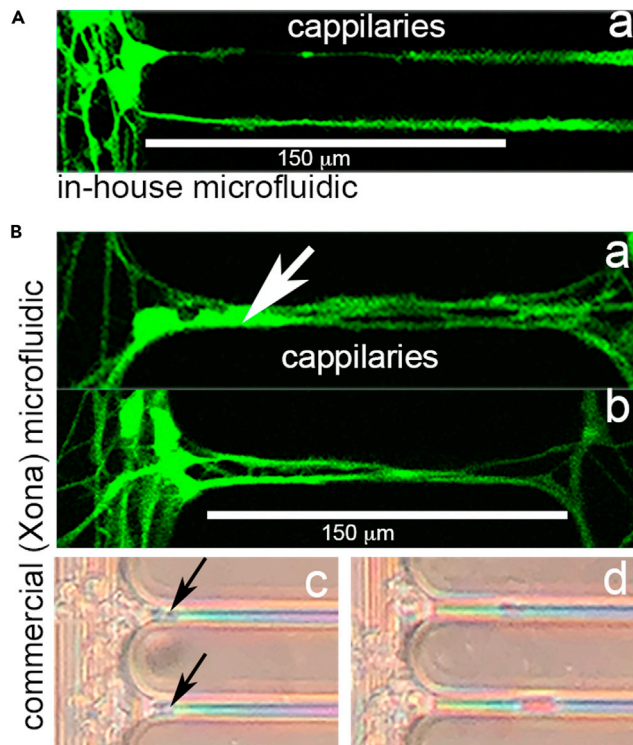 A
cappilaries
a
150 μm
in-house microfluidic
B
commercial (Xona) microfluidic
a
cappilaries
b
150 μm
c
d